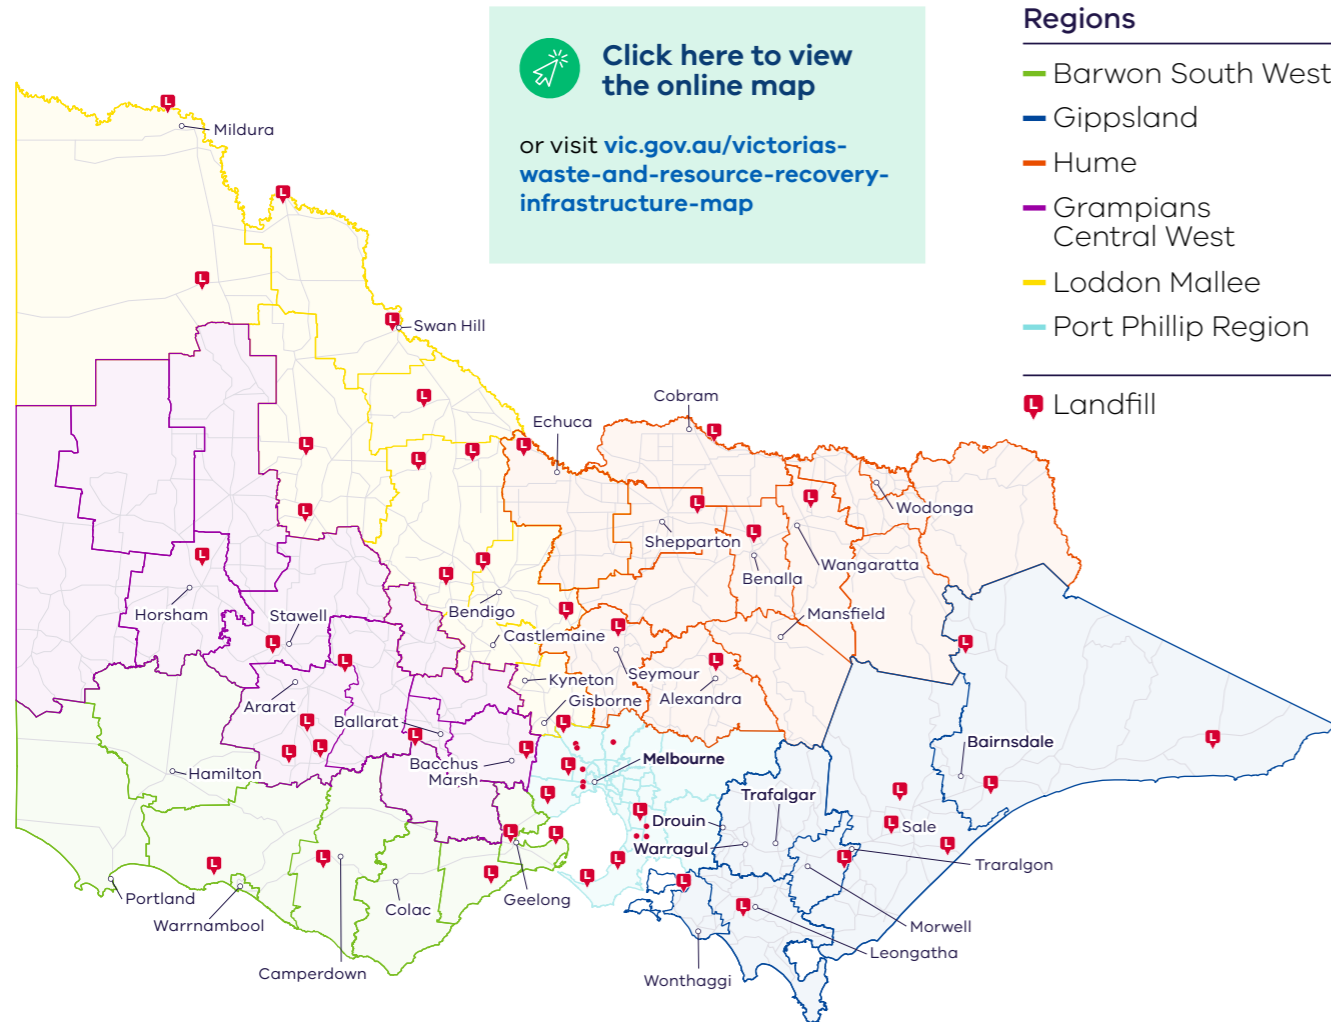 Click here to view
the online map
or visit vic.gov.au/victorias-
waste-and-resource-recovery-
infrastructure-map
Regions
Barwon South West
Gippsland
Hume
Grampians
Central West
Loddon Mallee
Port Phillip Region
L Landfill
Mildura
Swan Hill
Echuca
Cobram
Wodonga
Shepparton
Benalla
Wangaratta
Horsham
Stawell
Bendigo
Castlemaine
Mansfield
Kyneton
Seymour
Gisborne
Alexandra
Ararat
Ballarat
Bacchus
Marsh
Hamilton
Melbourne
Bairnsdale
Trafalgar
Drouin
Warragul
Sale
Traralgon
Portland
Warrnambool
Colac
Geelong
Camperdown
Morwell
Leongatha
Wonthaggi